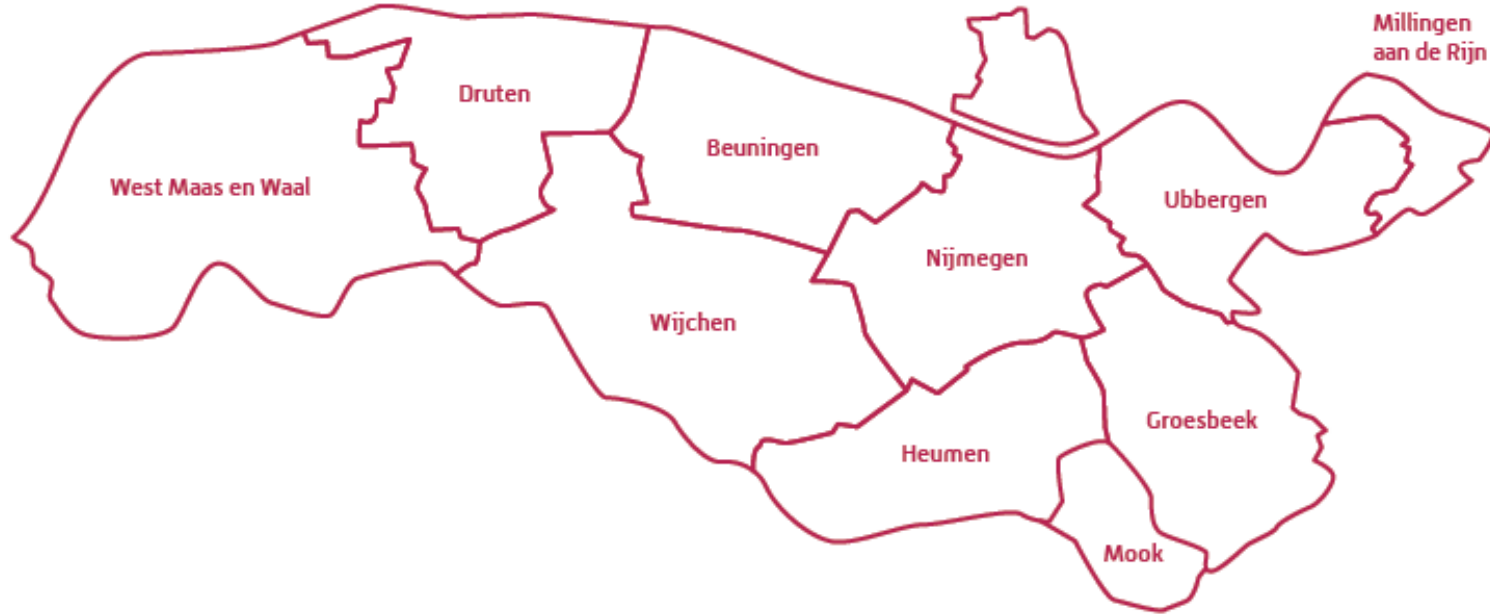 Millingen
aan de Rijn
Druten
Beuningen
West Maas en Waal
Ubbergen
Nijmegen
Wijchen
Groesbeek
Heumen
Mook